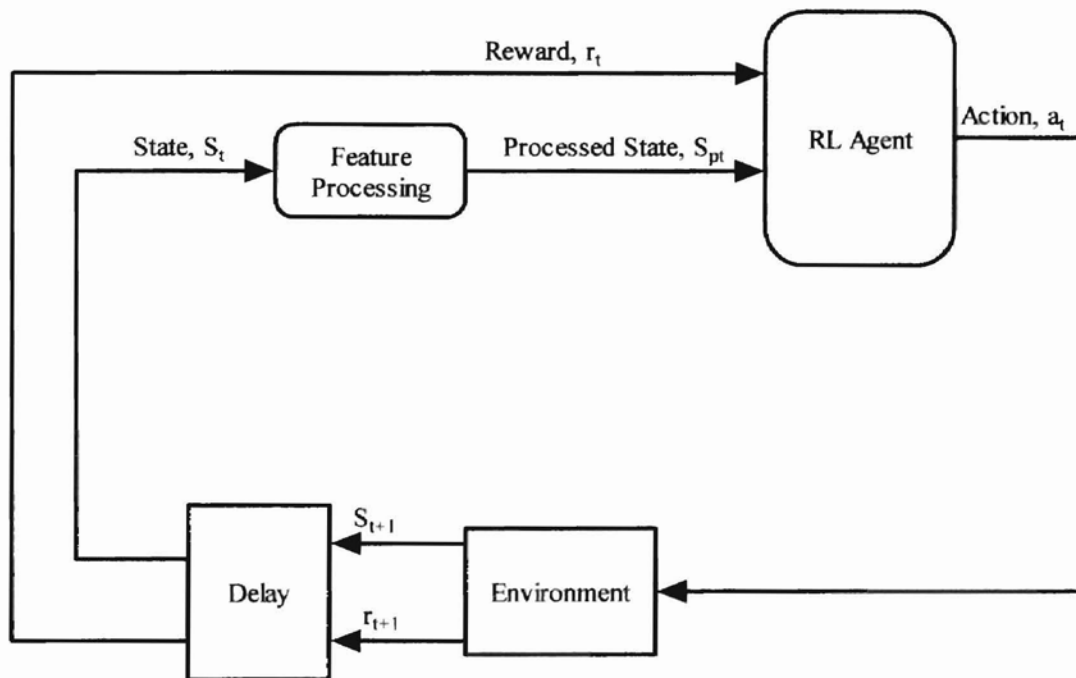 Reward, rₜ
RL Agent
Action, aₜ
State, Sₜ
Feature
Processing
Processed State, Sₚₜ
Sₜ₊₁
Delay
Environment
rₜ₊₁